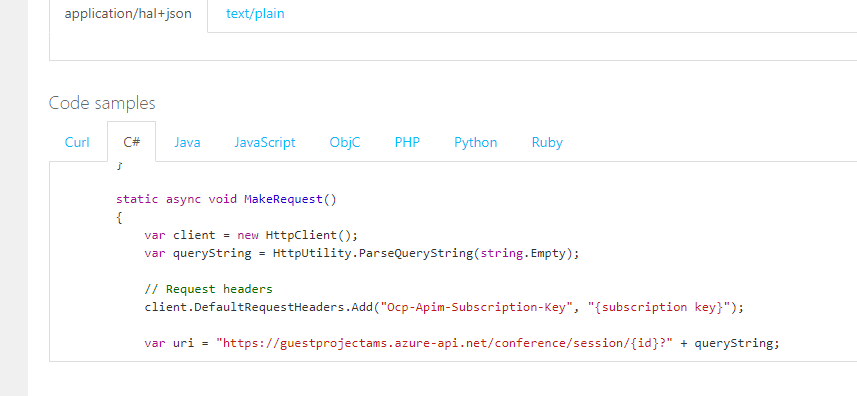 application/hal+json text/plain
Code samples
Curl C# Java JavaScript ObjC PHP Python Ruby
}
static async void MakeRequest()
{
var client = new HttpClient();
var queryString = HttpUtility.ParseQueryString(string.Empty);
// Request headers
client.DefaultRequestHeaders.Add("Ocp-Apim-Subscription-Key", "{subscription key}");
var uri = "https://guestprojectams.azure-api.net/conference/session/{id}?" + queryString;